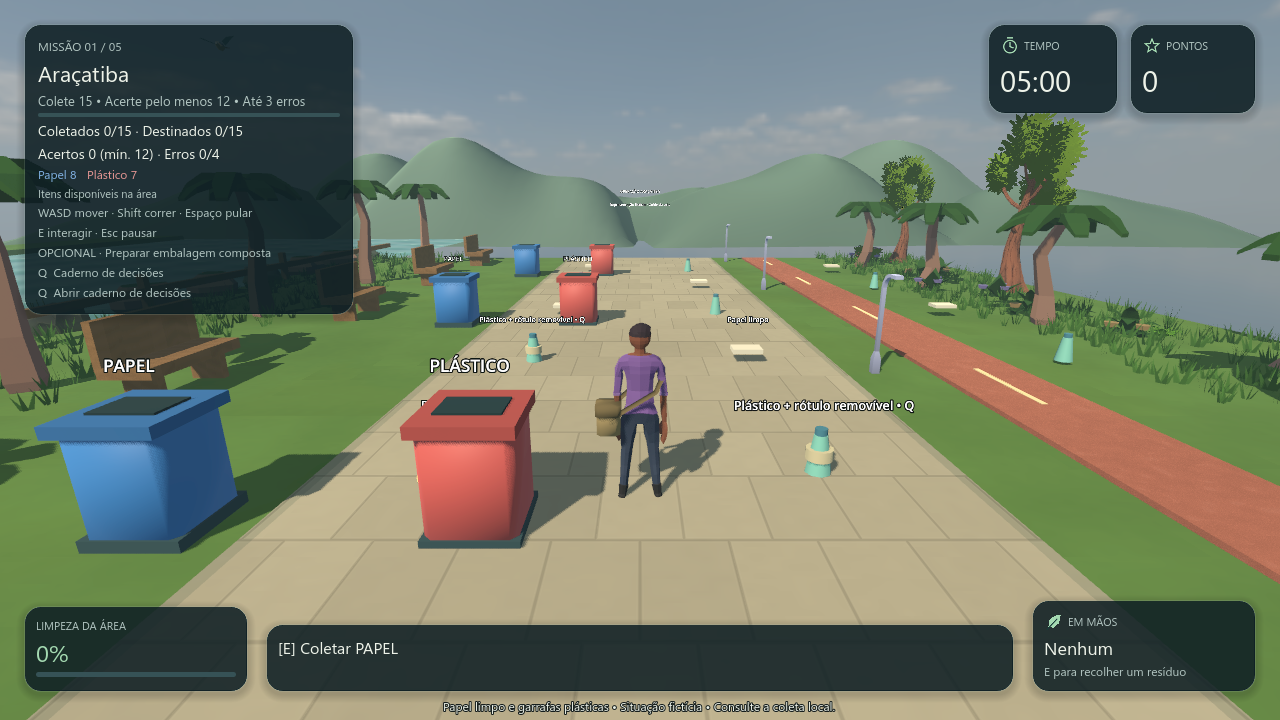 MISSÃO 01 / 05
Araçatiba
Colete 15 • Acerte pelo menos 12 • Até 3 erros
Coletados 0/15 · Destinados 0/15
Acertos 0 (mín. 12) · Erros 0/4
Papel 8 Plástico 7
Itens disponíveis na área
WASD mover · Shift correr · Espaço pular
E interagir · Esc pausar
OPCIONAL · Preparar embalagem composta
Q Caderno de decisões
Q Abrir caderno de decisões
TEMPO
05:00
PONTOS
0
PAPEL
Plástico + rótulo removível • Q
Papel limpo
PAPEL
PLÁSTICO
Plástico + rótulo removível • Q
LIMPEZA DA ÁREA
0%
[E] Coletar PAPEL
EM MÃOS
Nenhum
E para recolher um resíduo
Papel limpo e garrafas plásticas • Situação fictícia • Consulte a coleta local.